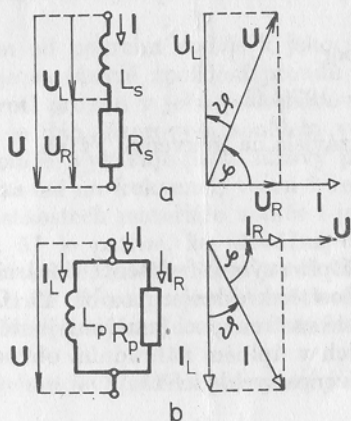 I
U_L
L_s
U
U_R
R_s
a
U_L
U
δ
φ
U_R
I
I
I_L
I_R
L_p
R_p
U
b
I_R
U
φ
δ
I_L
I